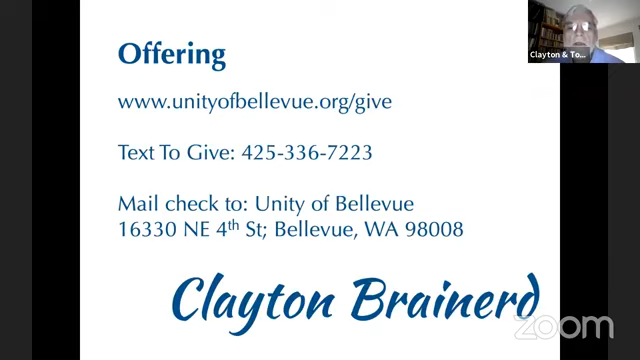 Offering
Clayton & To...
www.unityofbellevue.org/give
Text To Give: 425-336-7223
Mail check to: Unity of Bellevue
16330 NE 4th St; Bellevue, WA 98008
Clayton Brainerd
zoom